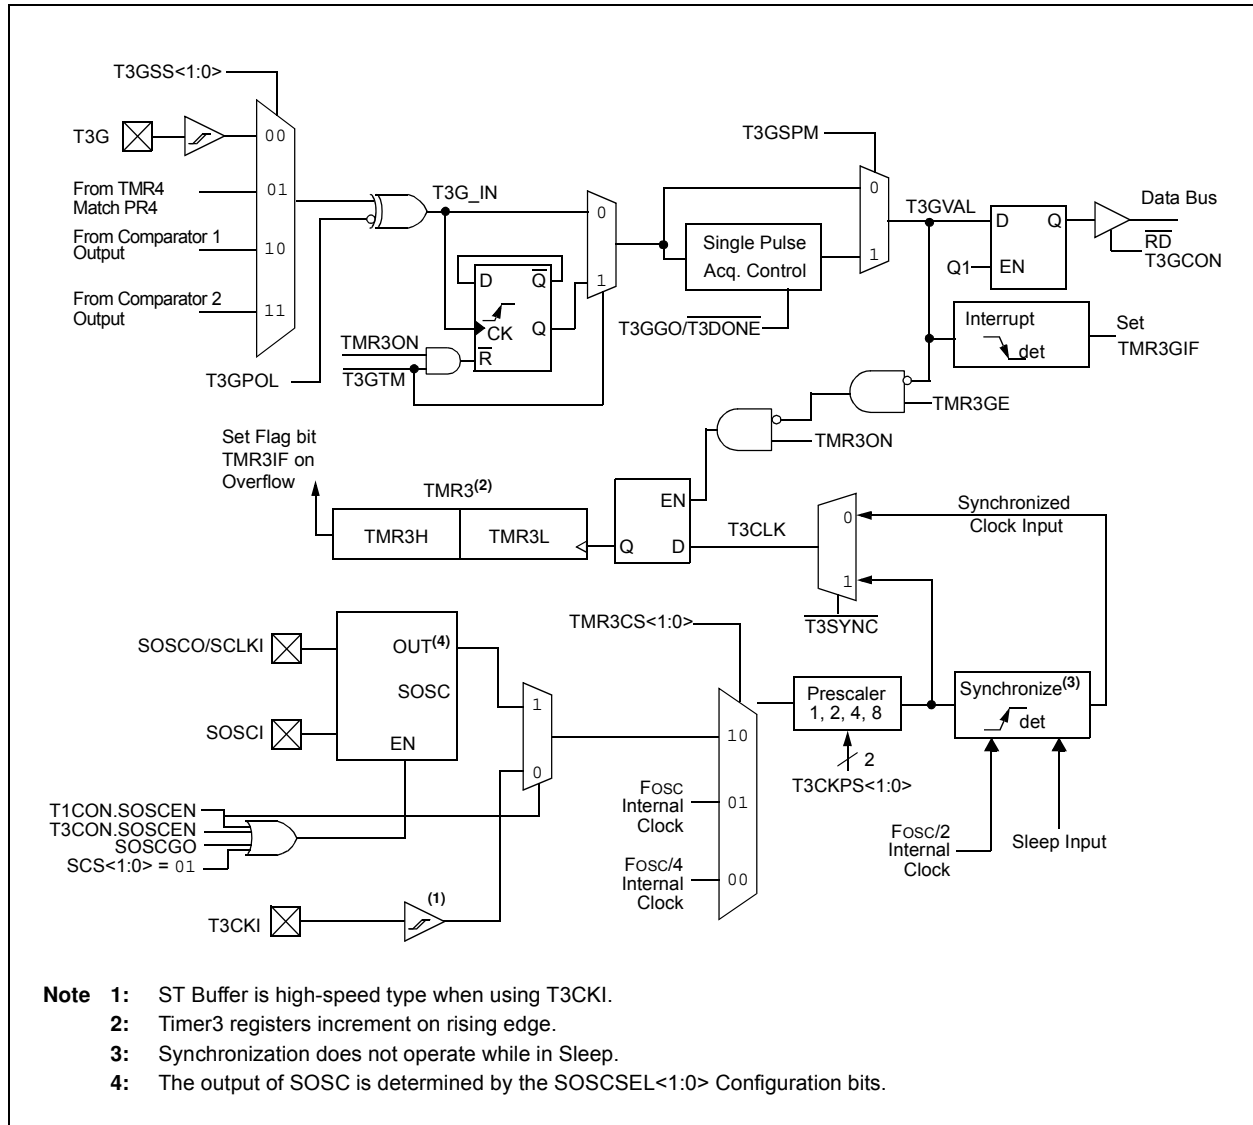 T3GSS<1:0>
T3G
00
From TMR4
Match PR4
01
From Comparator 1
Output
10
From Comparator 2
Output
11
T3GPOL
T3G_IN
0
1
D
Q
CK
Q
R
TMR3ON
T3GTM
T3GSPM
0
1
Single Pulse
Acq. Control
T3GGO/T3DONE
T3GVAL
D
Q
Q1
EN
Data Bus
RD
T3GCON
Interrupt
det
Set
TMR3GIF
TMR3GE
TMR3ON
Set Flag bit
TMR3IF on
Overflow
TMR3(2)
TMR3H
TMR3L
EN
Q
D
T3CLK
0
1
T3SYNC
Synchronized
Clock Input
SOSCO/SCLKI
OUT(4)
SOSC
SOSCI
EN
1
0
T1CON.SOSCEN
T3CON.SOSCEN
SOSCGO
SCS<1:0> = 01
T3CKI
(1)
TMR3CS<1:0>
10
FOSC
Internal
Clock
01
FOSC/4
Internal
Clock
00
Prescaler
1, 2, 4, 8
2
T3CKPS<1:0>
Synchronize(3)
det
FOSC/2
Internal
Clock
Sleep Input
Note 1: ST Buffer is high-speed type when using T3CKI.
2: Timer3 registers increment on rising edge.
3: Synchronization does not operate while in Sleep.
4: The output of SOSC is determined by the SOSCSEL<1:0> Configuration bits.